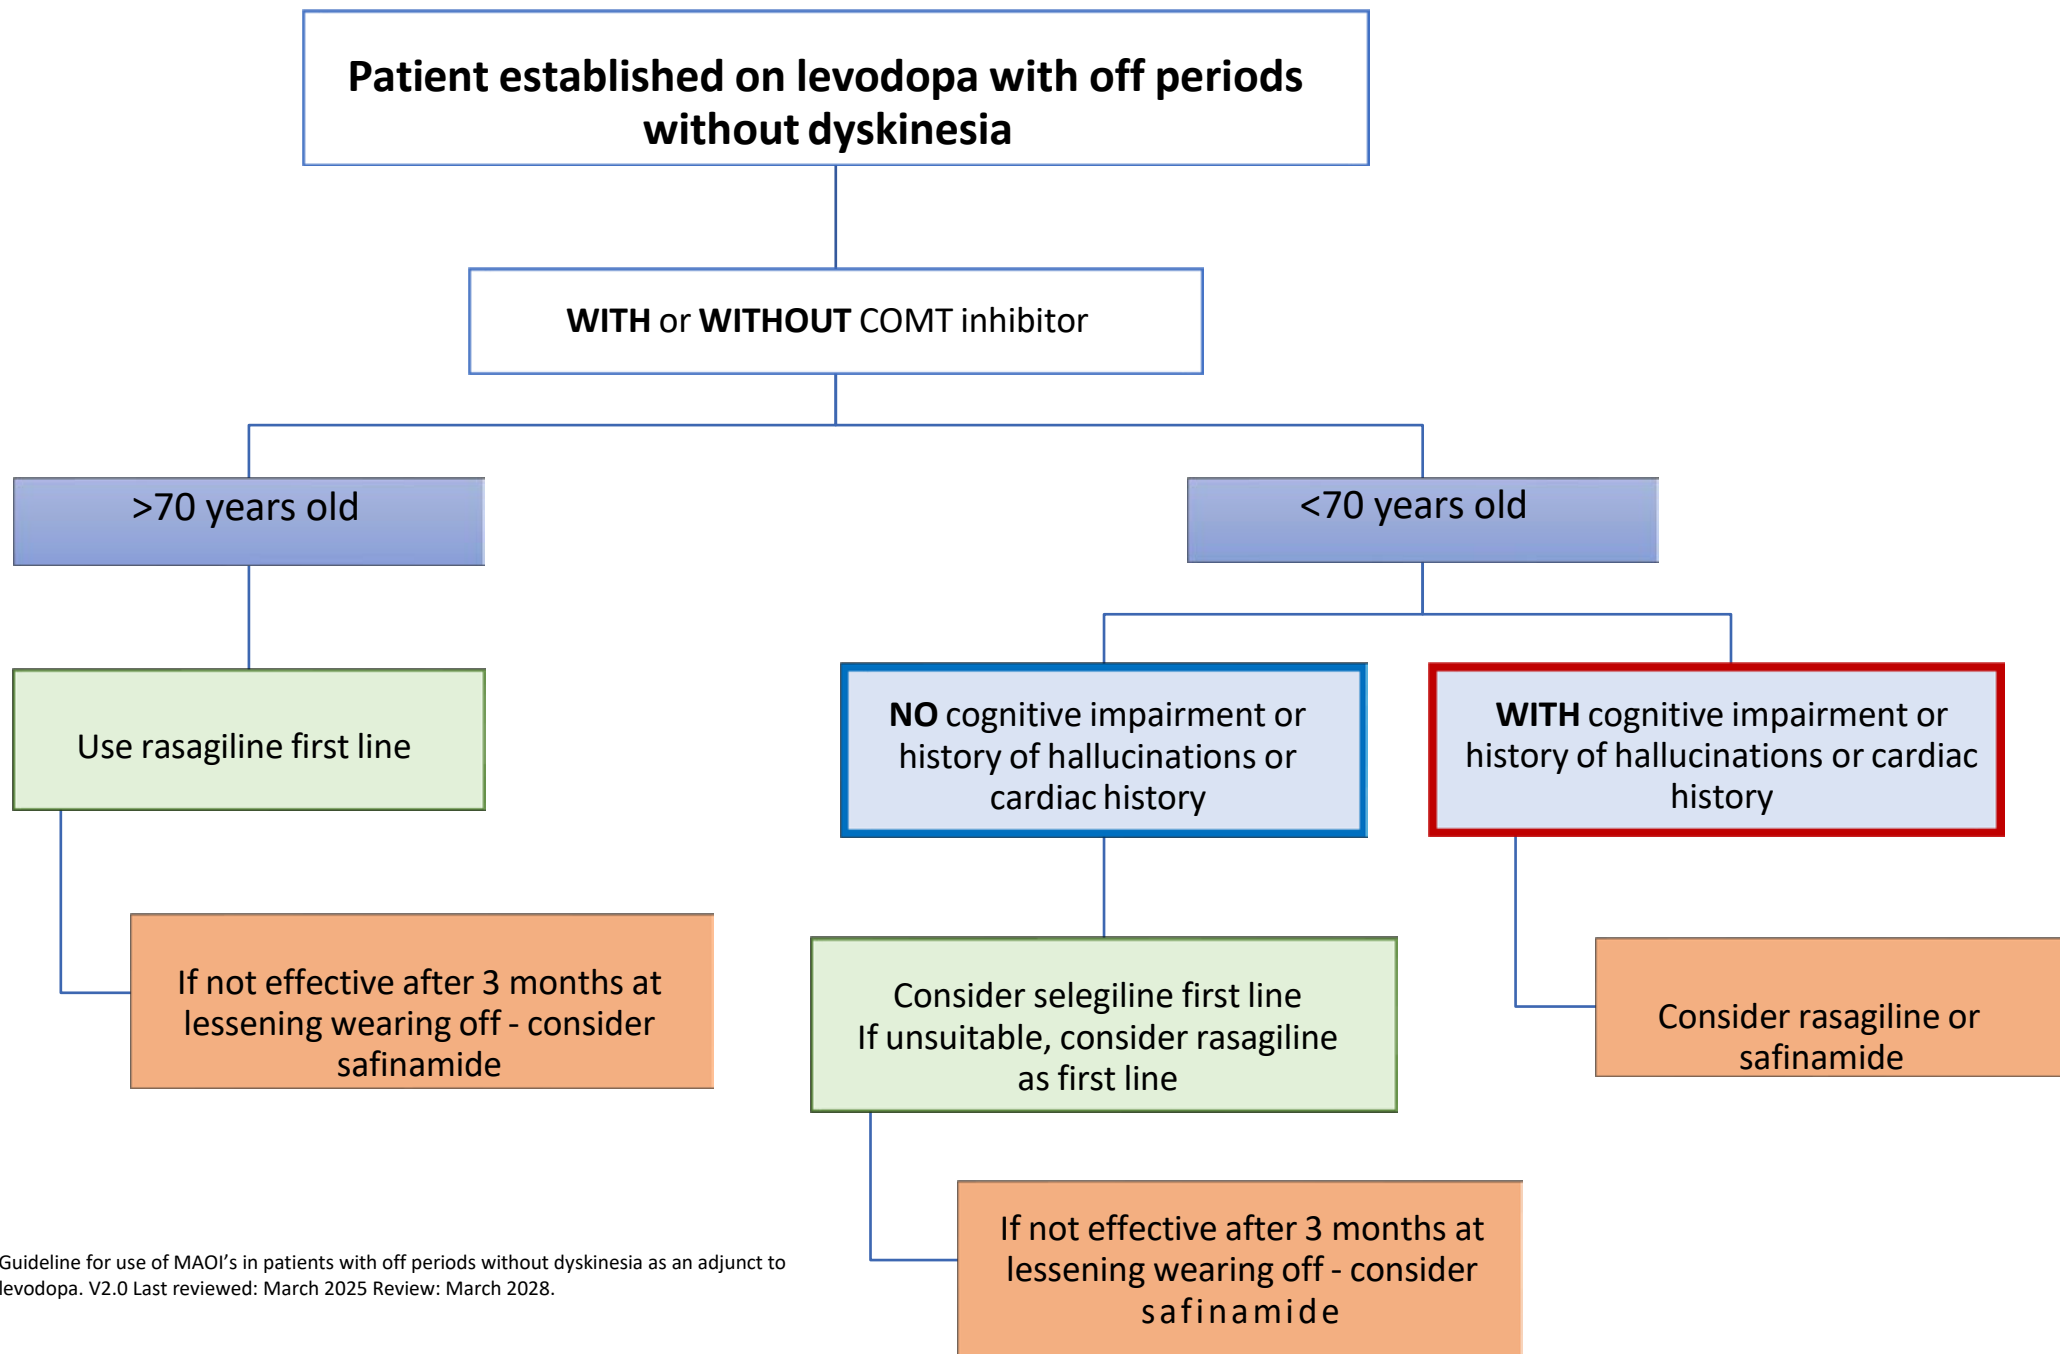 Patient established on levodopa with off periods
without dyskinesia
WITH or WITHOUT COMT inhibitor
>70 years old
<70 years old
Use rasagiline first line
NO cognitive impairment or
history of hallucinations or
cardiac history
WITH cognitive impairment or
history of hallucinations or cardiac
history
If not effective after 3 months at
lessening wearing off - consider
safinamide
Consider selegiline first line
If unsuitable, consider rasagiline
as first line
Consider rasagiline or
safinamide
If not effective after 3 months at
lessening wearing off - consider
safinamide
Guideline for use of MAOI's in patients with off periods without dyskinesia as an adjunct to
levodopa. V2.0 Last reviewed: March 2025 Review: March 2028.